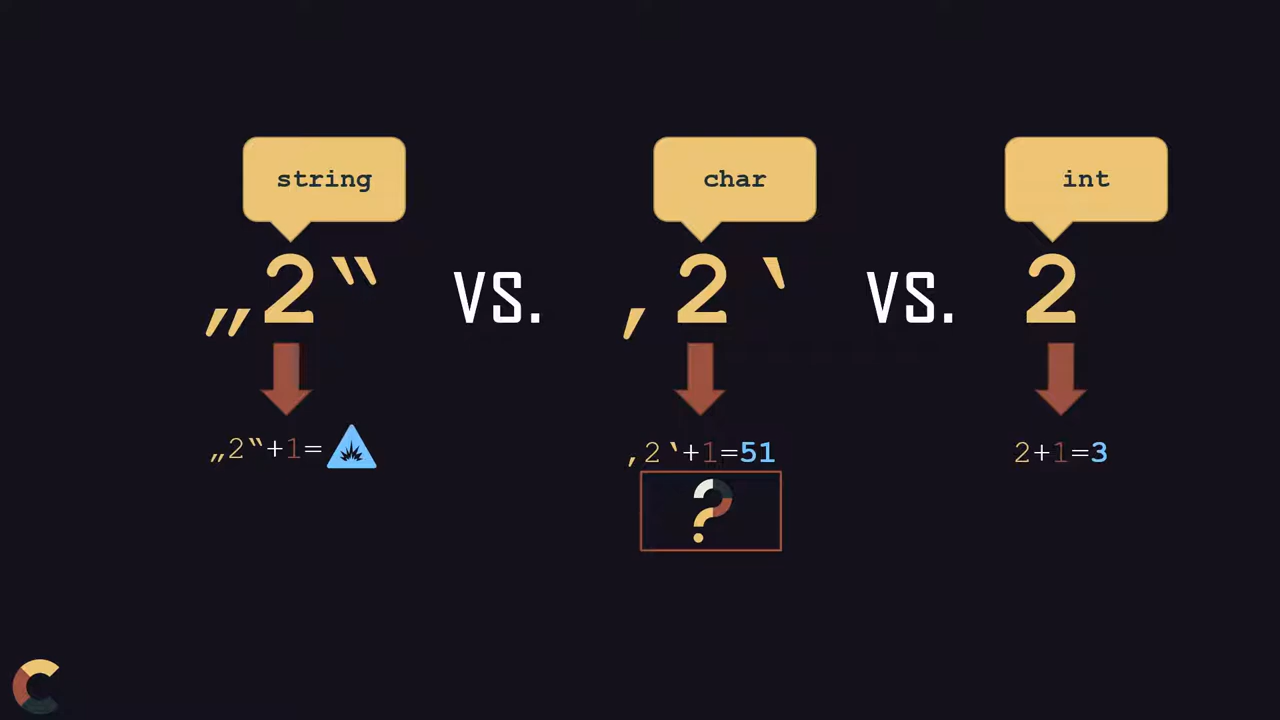 string char int
„2“ VS. ‚2‘ VS. 2
„2“+1= ‚2‘+1=51 2+1=3
?